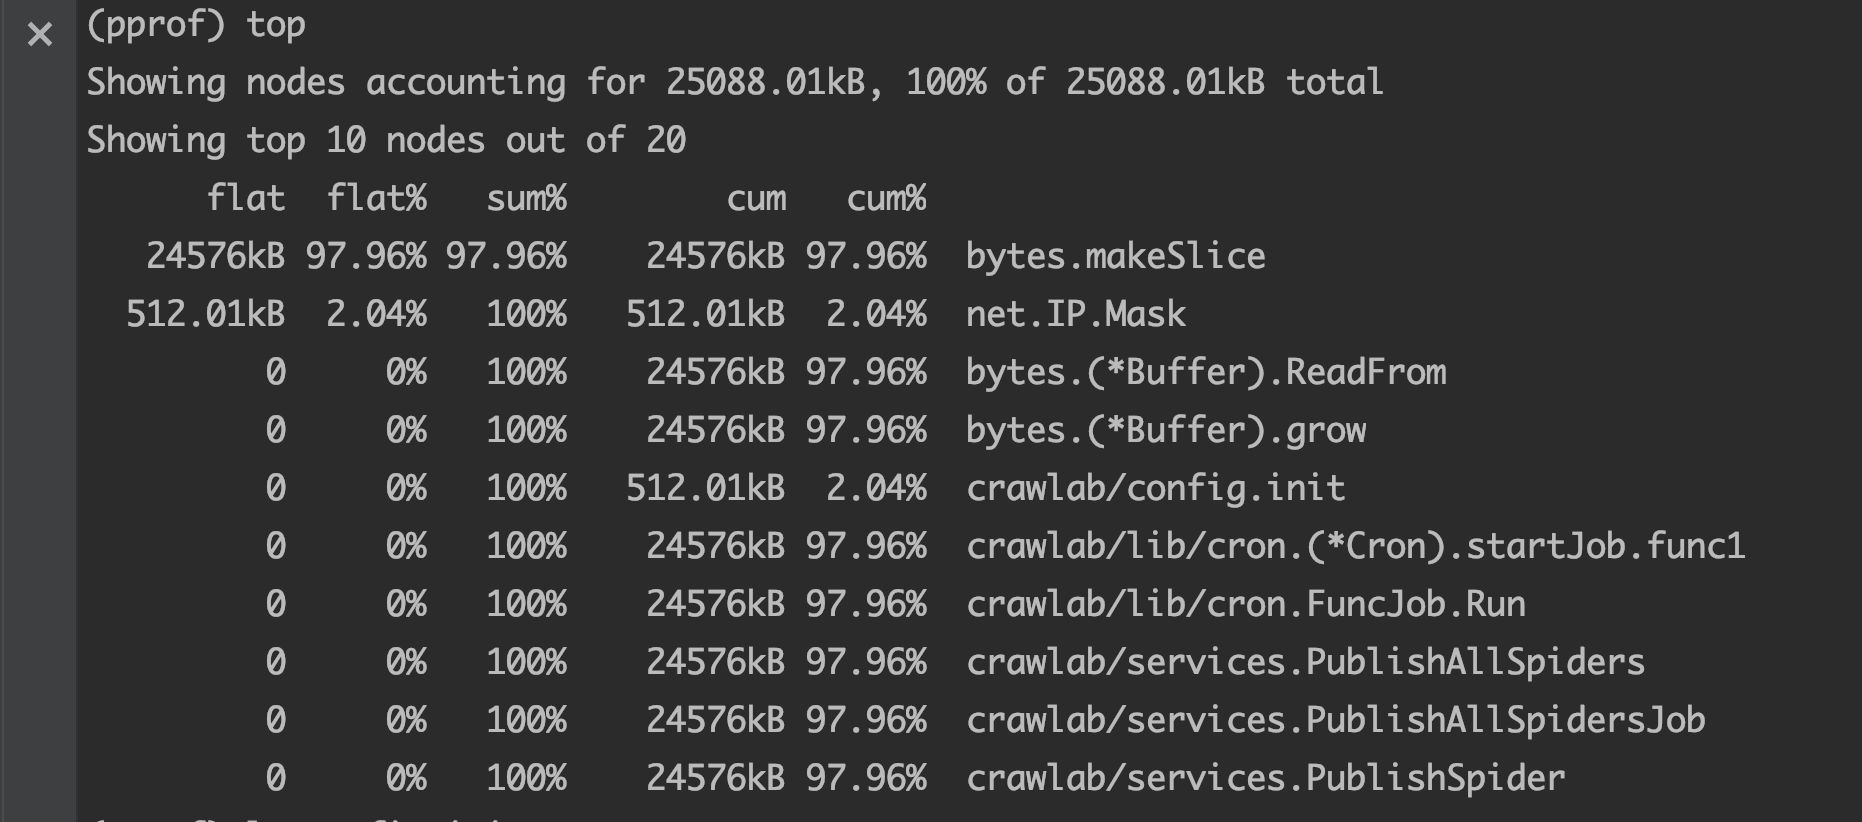 (pprof) top
Showing nodes accounting for 25088.01kB, 100% of 25088.01kB total
Showing top 10 nodes out of 20
flat flat% sum% cum cum%
24576kB 97.96% 97.96% 24576kB 97.96% bytes.makeSlice
512.01kB 2.04% 100% 512.01kB 2.04% net.IP.Mask
0 0% 100% 24576kB 97.96% bytes.(*Buffer).ReadFrom
0 0% 100% 24576kB 97.96% bytes.(*Buffer).grow
0 0% 100% 512.01kB 2.04% crawlab/config.init
0 0% 100% 24576kB 97.96% crawlab/lib/cron.(*Cron).startJob.func1
0 0% 100% 24576kB 97.96% crawlab/lib/cron.FuncJob.Run
0 0% 100% 24576kB 97.96% crawlab/services.PublishAllSpiders
0 0% 100% 24576kB 97.96% crawlab/services.PublishAllSpidersJob
0 0% 100% 24576kB 97.96% crawlab/services.PublishSpider